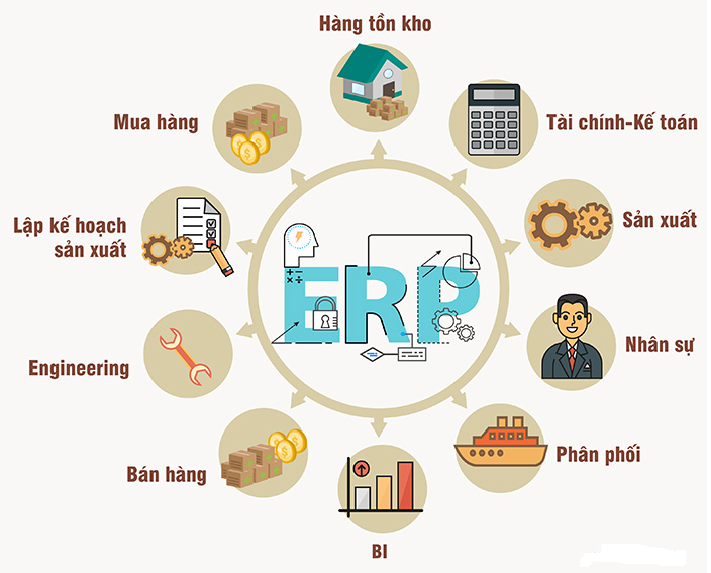 Hàng tồn kho
Mua hàng
Tài chính-Kế toán
Lập kế hoạch
sản xuất
Sản xuất
ERP
Engineering
Nhân sự
Bán hàng
Phân phối
BI